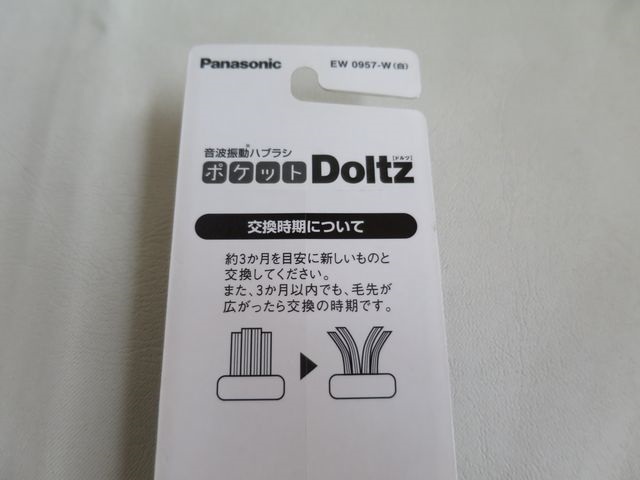 Panasonic
EW 0957-W(白)
音波振動※ハブラシ
ポケットDoltz
[ドルツ]
交換時期について
約3か月を目安に新しいものと
交換してください。
また、3か月以内でも、毛先が
広がったら交換の時期です。